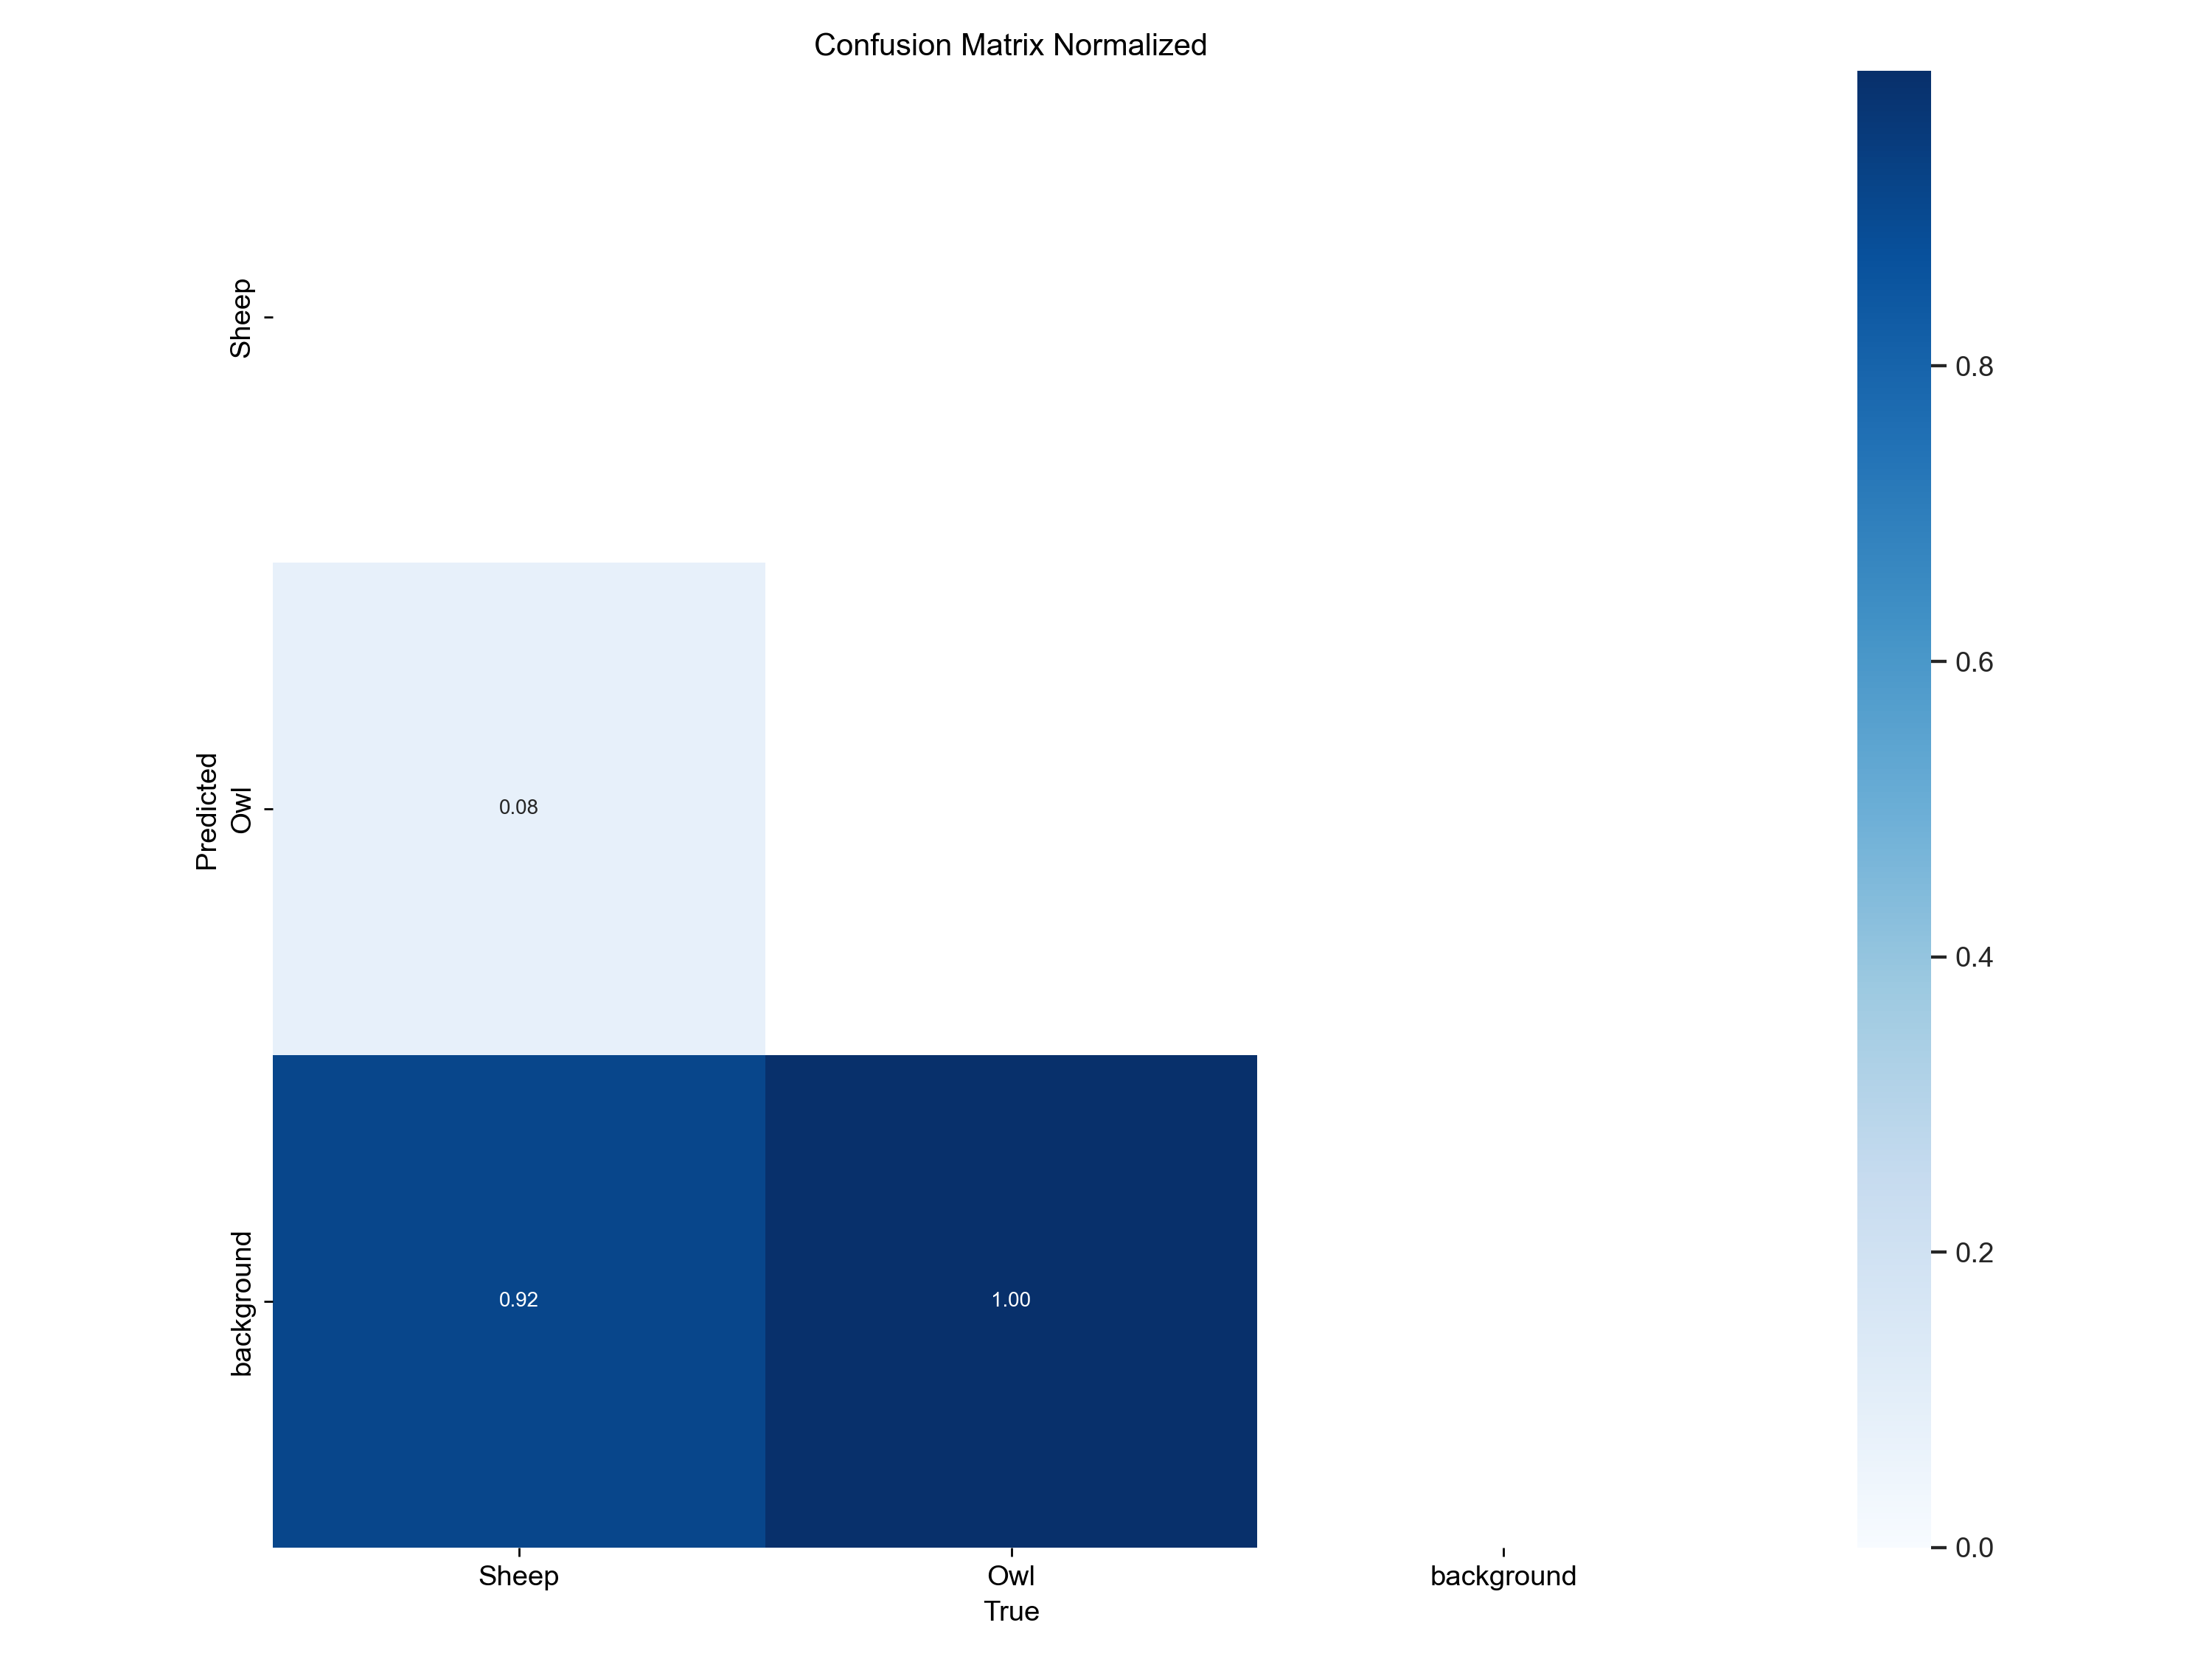 Confusion Matrix Normalized
Sheep
Owl
background
Predicted
0.08
0.92
1.00
Sheep
Owl
background
True
0.8
0.6
0.4
0.2
0.0